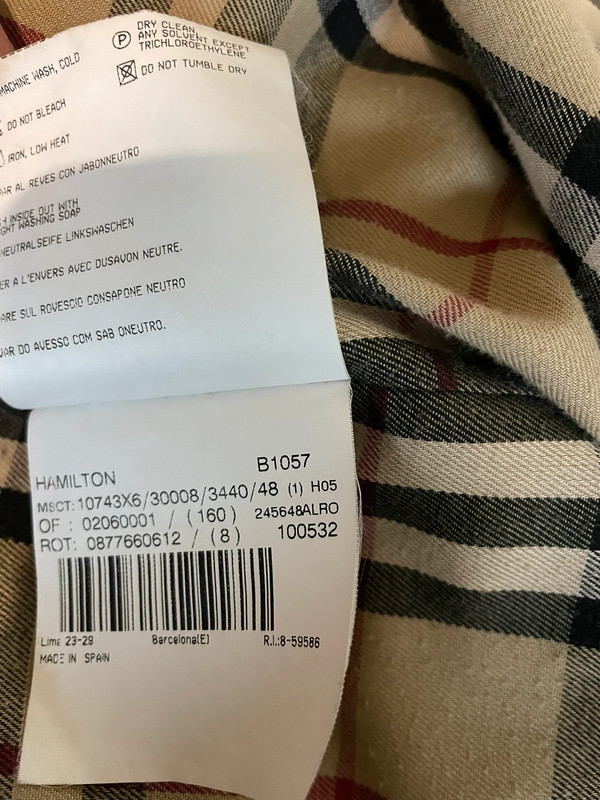 DRY CLEAN
ANY SOLVENT EXCEPT
TRICHLOROETHYLENE
P
MACHINE WASH, COLD
DO NOT TUMBLE DRY
DO NOT BLEACH
IRON, LOW HEAT
AR AL REVES CON JABONNEUTRO
H INSIDE OUT WITH
GHT WASHING SOAP
NEUTRALSEIFE LINKSWASCHEN
ER A L'ENVERS AVEC DUSAVON NEUTRE.
ARE SUL ROVESCIO CONSAPONE NEUTRO
VAR DO AVESSO COM SAB ONEUTRO.
HAMILTON B1057
MSCT: 10743X6/30008/3440/48 (1) H05
OF : 02060001 / (160) 245648ALRO
ROT: 0877660612 / (8) 100532
Lima 23-29 Barcelona(E) R.I.:8-59586
MADE IN SPAIN